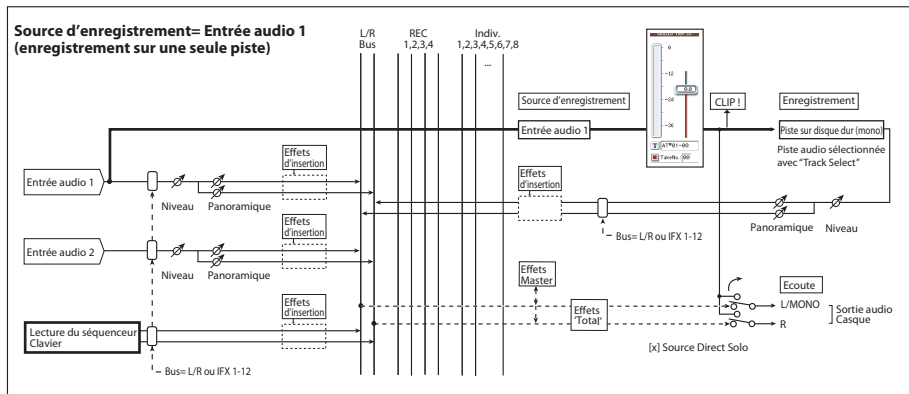 Source d'enregistrement= Entrée audio 1
(enregistrement sur une seule piste)
L/R
Bus
REC
1,2,3,4
Indiv.
1,2,3,4,5,6,7,8
...
0
-12
0.0
-24
-36
T AT#01-00
TakeNo.: 00
Source d'enregistrement
Entrée audio 1
CLIP !
Enregistrement
Piste sur disque dur (mono)
Piste audio sélectionnée
avec "Track Select"
Entrée audio 1
Niveau
Panoramique
Effets
d'insertion
Effets
d'insertion
Bus= L/R ou IFX 1-12
Panoramique
Niveau
Entrée audio 2
Niveau
Panoramique
Effets
d'insertion
Lecture du séquenceur
Clavier
Effets
d'insertion
Bus= L/R ou IFX 1-12
Effets
Master
Effets
'Total'
Ecoute
L/MONO
R
Sortie audio
Casque
[x] Source Direct Solo